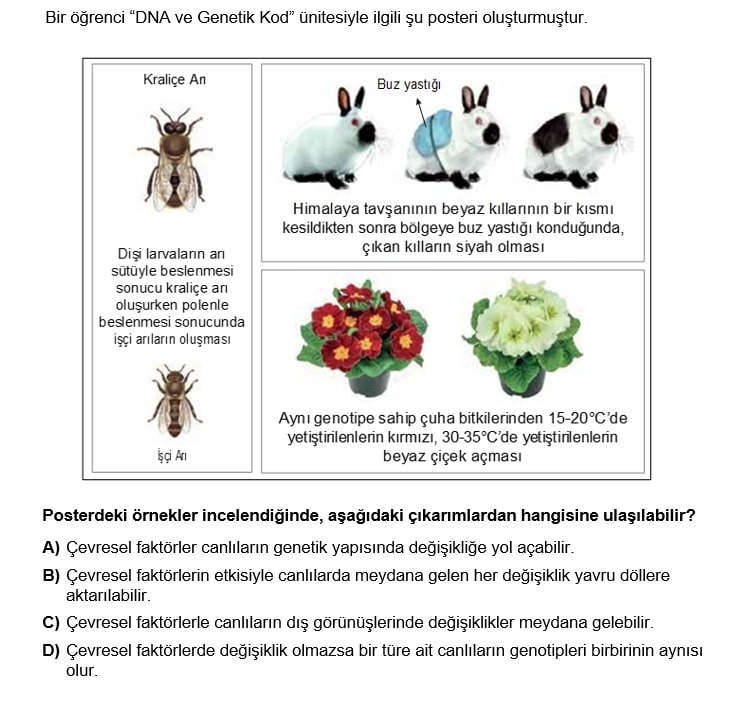 Bir öğrenci “DNA ve Genetik Kod” ünitesiyle ilgili şu posteri oluşturmuştur.
Kraliçe Arı
Dişi larvaların arı
sütüyle beslenmesi
sonucu kraliçe arı
oluşurken polenle
beslenmesi sonucunda
işçi arıların oluşması
İşçi Arı
Buz yastığı
Himalaya tavşanının beyaz kıllarının bir kısmı
kesildikten sonra bölgeye buz yastığı konduğunda,
çıkan kılların siyah olması
Aynı genotipe sahip çuha bitkilerinden 15-20°C’de
yetiştirilenlerin kırmızı, 30-35°C’de yetiştirilenlerin
beyaz çiçek açması
Posterdeki örnekler incelendiğinde, aşağıdaki çıkarımlardan hangisine ulaşılabilir?
A) Çevresel faktörler canlıların genetik yapısında değişikliğe yol açabilir.
B) Çevresel faktörlerin etkisiyle canlılarda meydana gelen her değişiklik yavru döllere
aktarılabilir.
C) Çevresel faktörlerle canlıların dış görünüşlerinde değişiklikler meydana gelebilir.
D) Çevresel faktörlerde değişiklik olmazsa bir türe ait canlıların genotipleri birbirinin aynısı
olur.